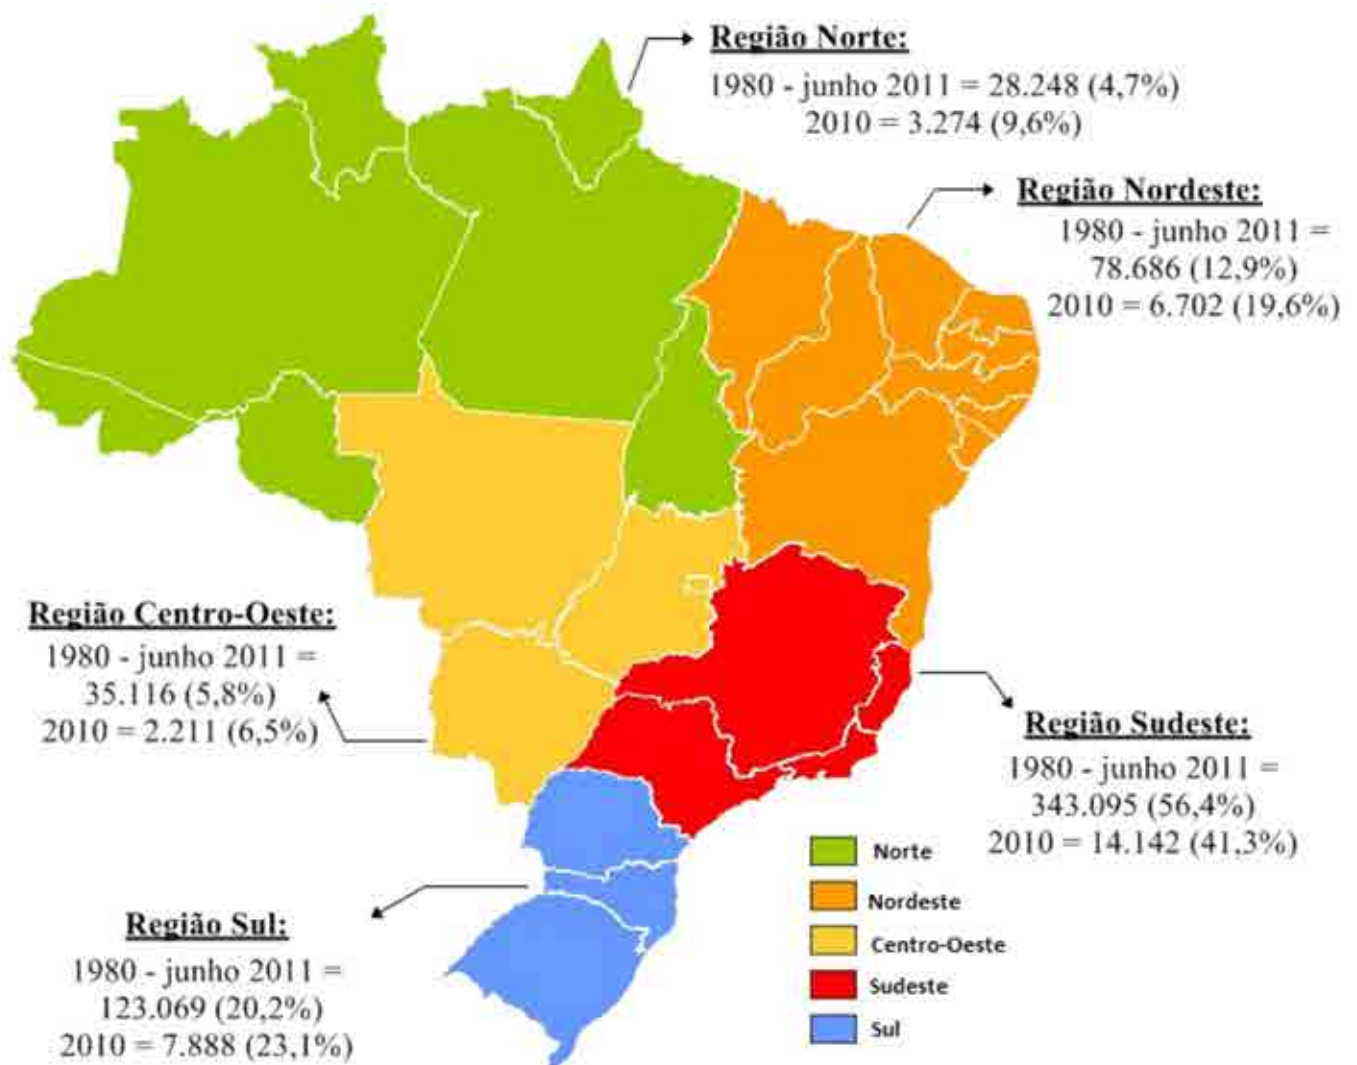 Região Norte:
1980 - junho 2011 = 28.248 (4,7%)
2010 = 3.274 (9,6%)
Região Nordeste:
1980 - junho 2011 =
78.686 (12,9%)
2010 = 6.702 (19,6%)
Região Centro-Oeste:
1980 - junho 2011 =
35.116 (5,8%)
2010 = 2.211 (6,5%)
Região Sudeste:
1980 - junho 2011 =
343.095 (56,4%)
2010 = 14.142 (41,3%)
Região Sul:
1980 - junho 2011 =
123.069 (20,2%)
2010 = 7.888 (23,1%)
Norte
Nordeste
Centro-Oeste
Sudeste
Sul